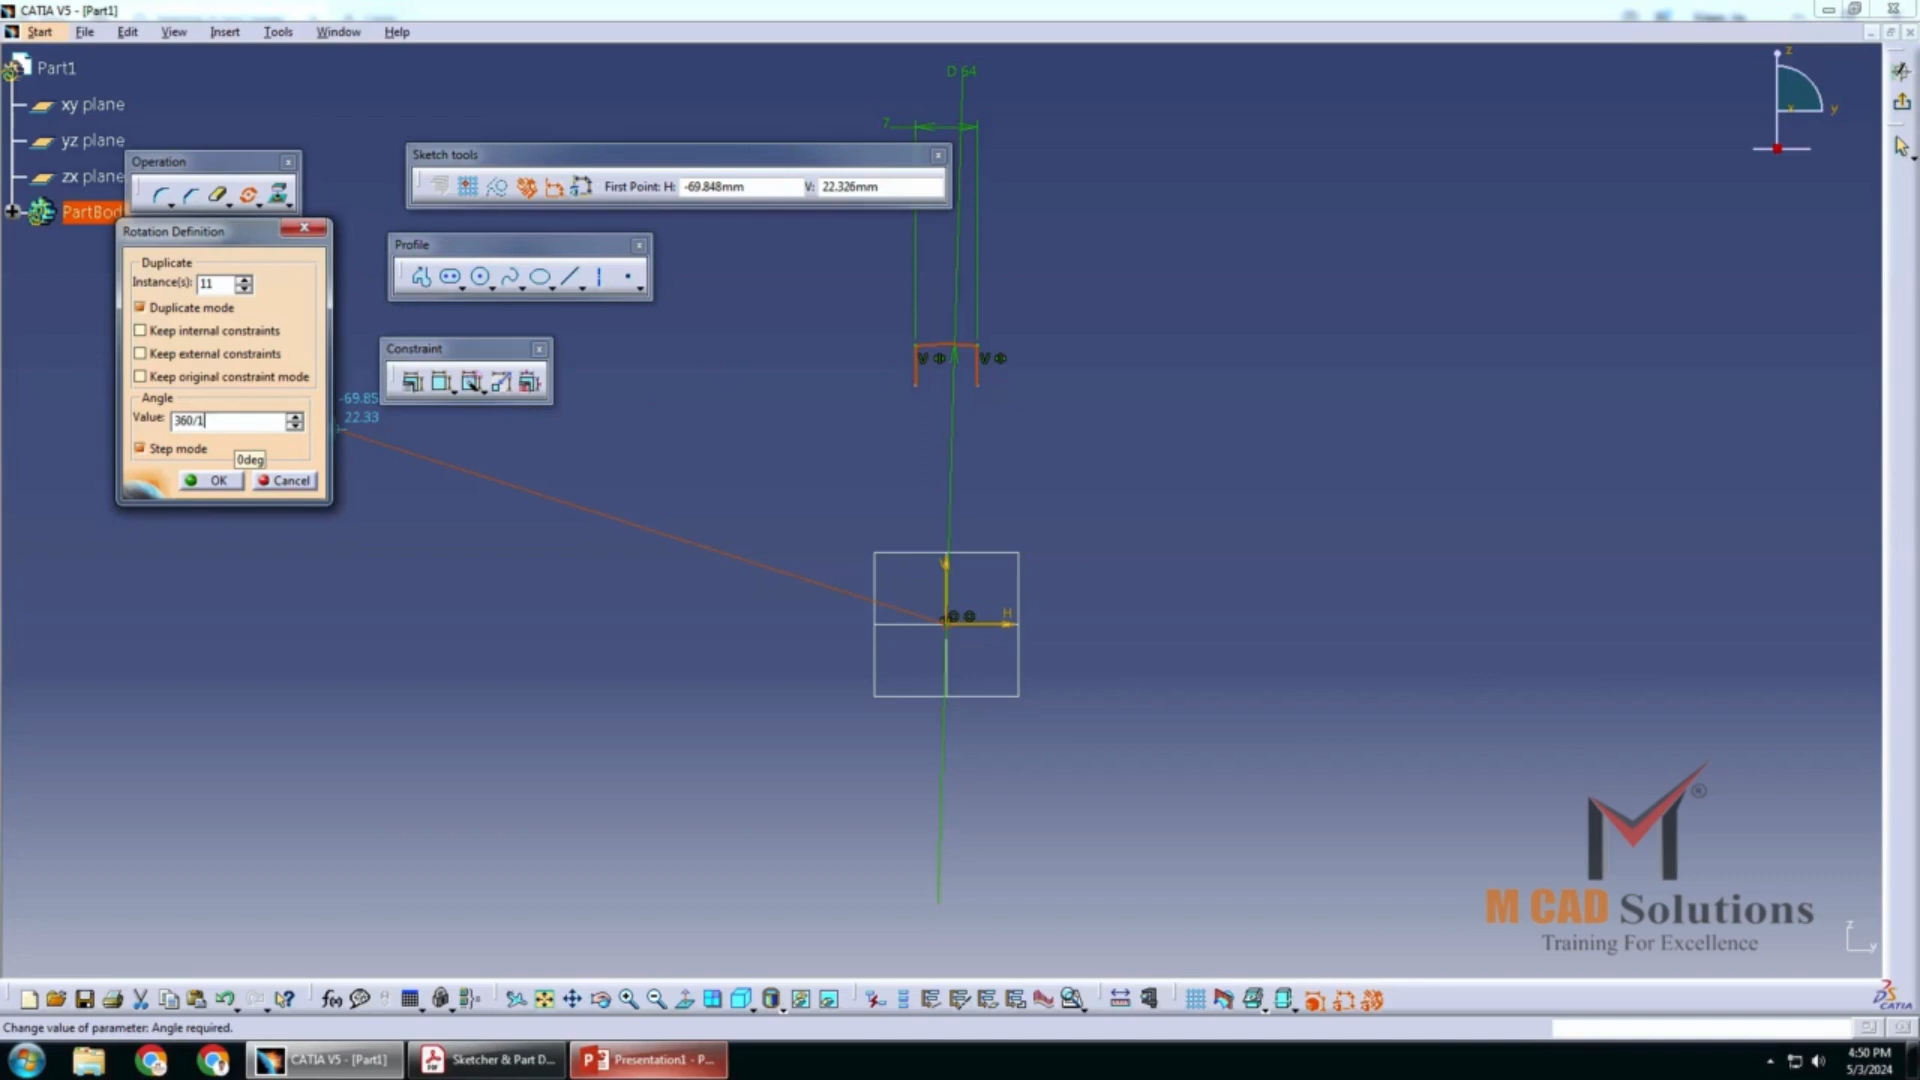 CATIA V5 - [Part1]
Start File Edit View Insert Tools Window Help
Part1
xy plane
yz plane
zx plane
PartBod
Operation
Sketch tools
First Point: H: -69.848mm V: 22.326mm
Profile
Constraint
Rotation Definition
Duplicate
Instance(s): 11
Duplicate mode
Keep internal constraints
Keep external constraints
Keep original constraint mode
Angle
Value: 360/1
Step mode
0deg
OK Cancel
-69.85
22.33
D 64
7
V V
V
H
z
x y
M CAD Solutions
Training For Excellence
®
z
y
CATIA
Change value of parameter: Angle required.
CATIA V5 - [Part1]
Sketcher & Part D...
Presentation1 - P...
4:50 PM
5/3/2024